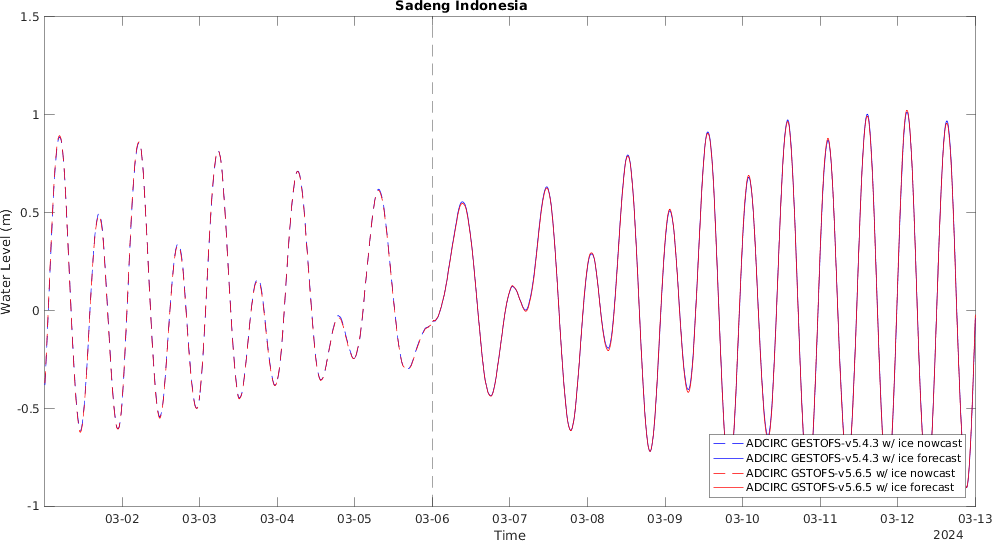 Sadeng Indonesia
1.5
1
0.5
0
-0.5
-1
Water Level (m)
03-02 03-03 03-04 03-05 03-06 03-07 03-08 03-09 03-10 03-11 03-12 03-13
Time
2024
ADCIRC GESTOFS-v5.4.3 w/ ice nowcast
ADCIRC GESTOFS-v5.4.3 w/ ice forecast
ADCIRC GSTOFS-v5.6.5 w/ ice nowcast
ADCIRC GSTOFS-v5.6.5 w/ ice forecast